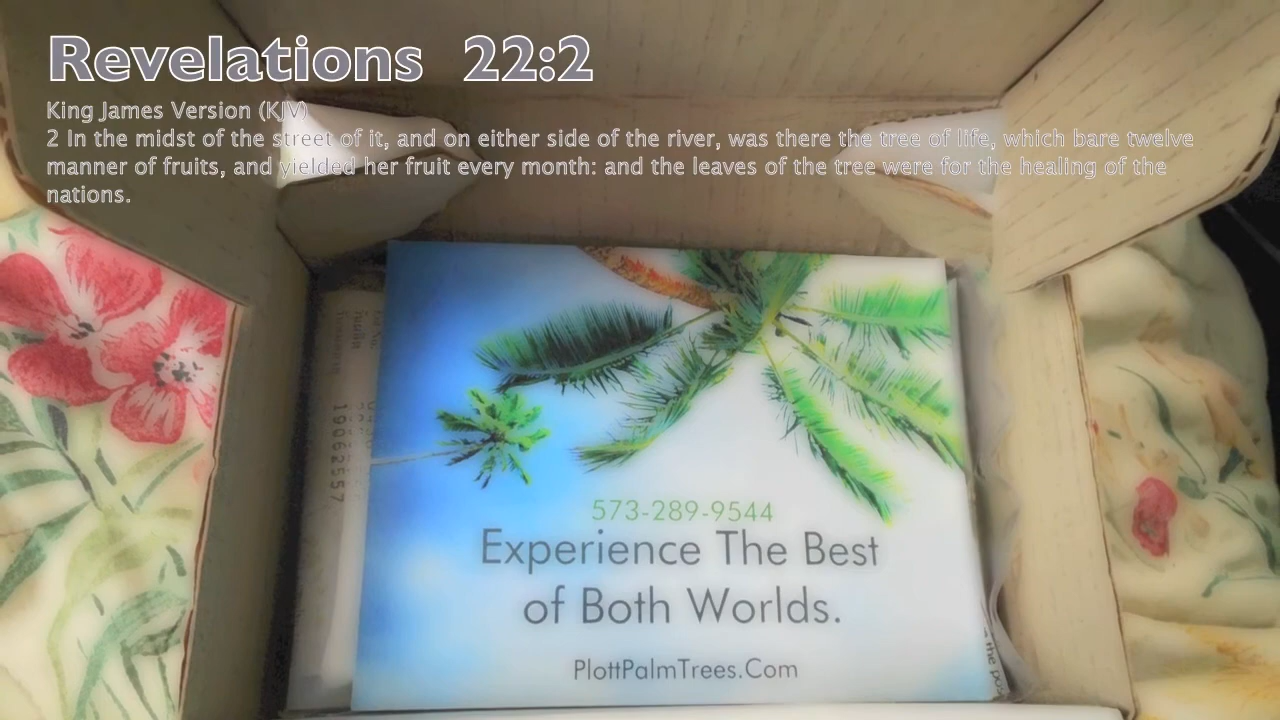 Revelations 22:2
King James Version (KJV)
2 In the midst of the street of it, and on either side of the river, was there the tree of life, which bare twelve
manner of fruits, and yielded her fruit every month: and the leaves of the tree were for the healing of the
nations.
19062557
573-289-9544
Experience The Best
of Both Worlds.
PlottPalmTrees.Com